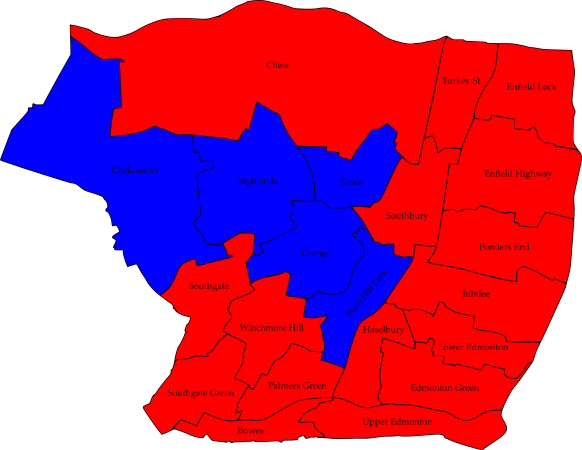 Chase
Turkey St.
Enfield Lock
Cockfosters
Highlands
Town
Enfield Highway
Southbury
Ponders End
Grange
Southgate
Bush Hill Park
Jubilee
Winchmore Hill
Haselbury
Lower Edmonton
Southgate Green
Palmers Green
Edmonton Green
Bowes
Upper Edmonton